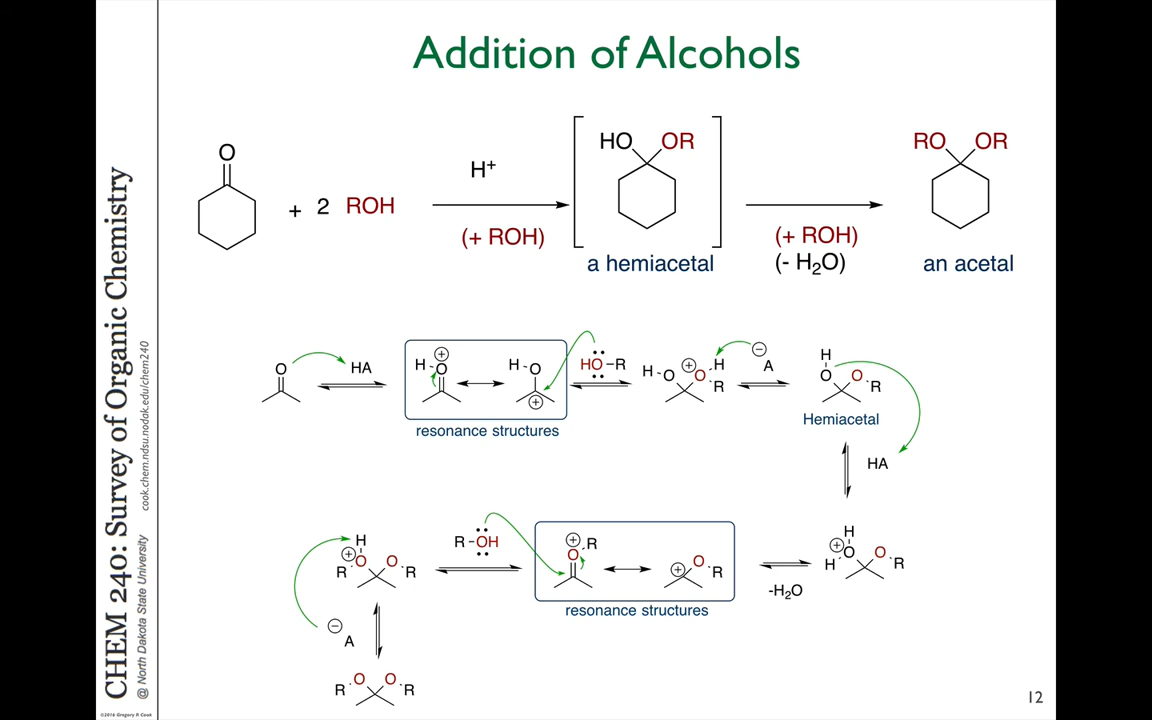 Addition of Alcohols
CHEM 240: Survey of Organic Chemistry
@ North Dakota State University cook.chem.ndsu.nodak.edu/chem240
©2016 Gregory R Cook
O
+ 2 ROH
H⁺
(+ ROH)
HO OR
a hemiacetal
(+ ROH)
(- H₂O)
RO OR
an acetal
O
HA
H-O
+
H-O
+
resonance structures
HO-R
H-O
+
O
H
R
−
A
H
O
O
R
Hemiacetal
HA
H
+
O
H
O
R
-H₂O
+
O
R
+
O
R
resonance structures
R-OH
H
+
O
R
O
R
−
A
R
O
O
R
12